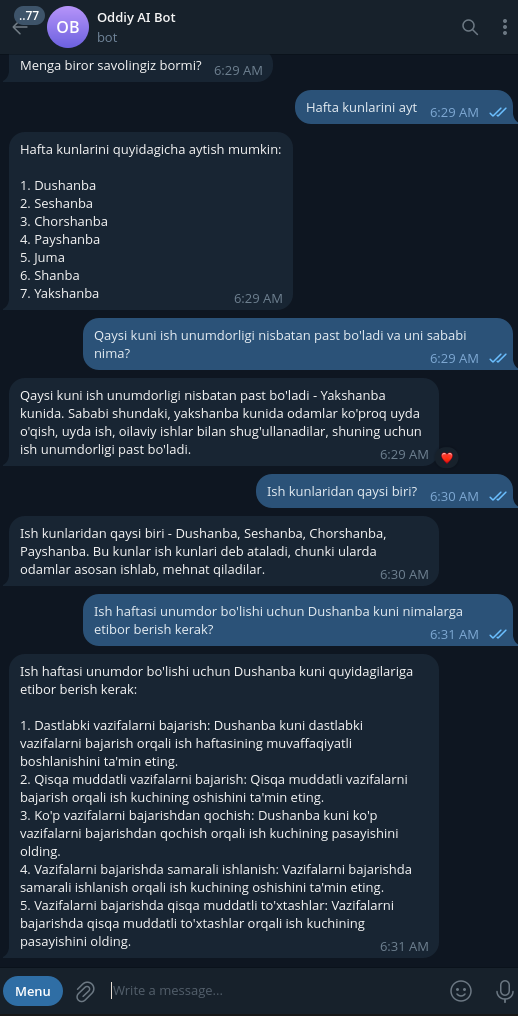 ..77
OB
Oddiy AI Bot
bot
Menga biror savolingiz bormi?
6:29 AM
Hafta kunlarini ayt
6:29 AM
Hafta kunlarini quyidagicha aytish mumkin:
1. Dushanba
2. Seshanba
3. Chorshanba
4. Payshanba
5. Juma
6. Shanba
7. Yakshanba
6:29 AM
Qaysi kuni ish unumdorligi nisbatan past bo'ladi va uni sababi
nima?
6:29 AM
Qaysi kuni ish unumdorligi nisbatan past bo'ladi - Yakshanba
kunida. Sababi shundaki, yakshanba kunida odamlar ko'proq uyda
o'qish, uyda ish, oilaviy ishlar bilan shug'ullanadilar, shuning uchun
ish unumdorligi past bo'ladi.
6:29 AM
Ish kunlaridan qaysi biri?
6:30 AM
Ish kunlaridan qaysi biri - Dushanba, Seshanba, Chorshanba,
Payshanba. Bu kunlar ish kunlari deb ataladi, chunki ularda
odamlar asosan ishlab, mehnat qiladilar.
6:30 AM
Ish haftasi unumdor bo'lishi uchun Dushanba kuni nimalarga
etibor berish kerak?
6:31 AM
Ish haftasi unumdor bo'lishi uchun Dushanba kuni quyidagilariga
etibor berish kerak:
1. Dastlabki vazifalarni bajarish: Dushanba kuni dastlabki
vazifalarni bajarish orqali ish haftasining muvaffaqiyatli
boshlanishini ta'min eting.
2. Qisqa muddatli vazifalarni bajarish: Qisqa muddatli vazifalarni
bajarish orqali ish kuchining oshishini ta'min eting.
3. Ko'p vazifalarni bajarishdan qochish: Dushanba kuni ko'p
vazifalarni bajarishdan qochish orqali ish kuchining pasayishini
olding.
4. Vazifalarni bajarishda samarali ishlanish: Vazifalarni bajarishda
samarali ishlanish orqali ish kuchining oshishini ta'min eting.
5. Vazifalarni bajarishda qisqa muddatli to'xtashlar: Vazifalarni
bajarishda qisqa muddatli to'xtashlar orqali ish kuchining
pasayishini olding.
6:31 AM
Menu
Write a message...